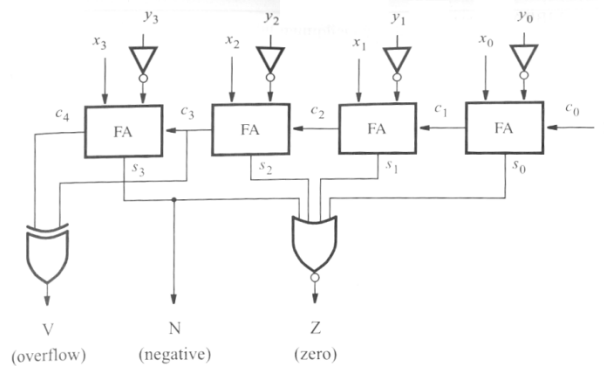 y3 y2 y1 y0
x3 x2 x1 x0
c4 c3 c2 c1 c0
FA FA FA FA
s3 s2 s1 s0
V N Z
(overflow) (negative) (zero)